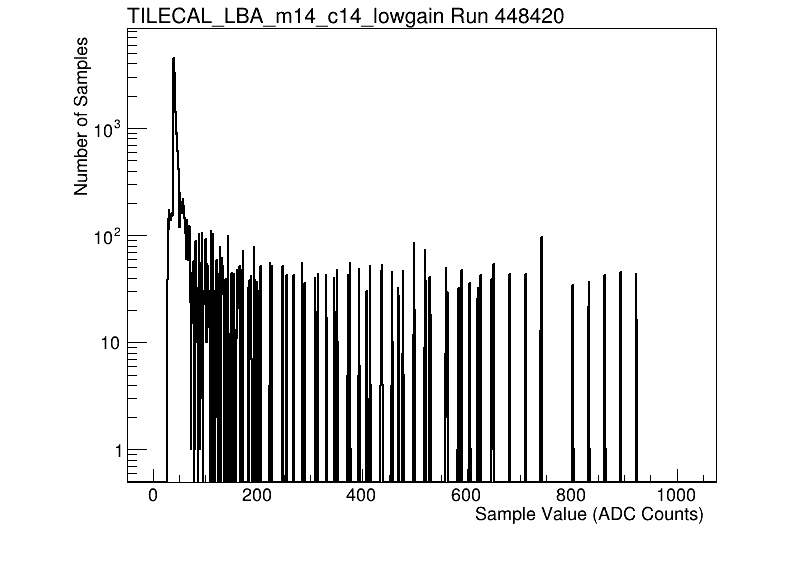 TILECAL_LBA_m14_c14_lowgain Run 448420
Number of Samples
10³
10²
10
1
0 200 400 600 800 1000
Sample Value (ADC Counts)